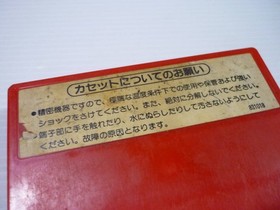 カセットについてのお願い
●精密機器ですので、極端な温度条件下での使用や保管および強い
ショックをさけてください。また、絶対に分解しないでください。
●端子部に手を触れたり、水にぬらしたりして汚さないようにして
ください。故障の原因となります。